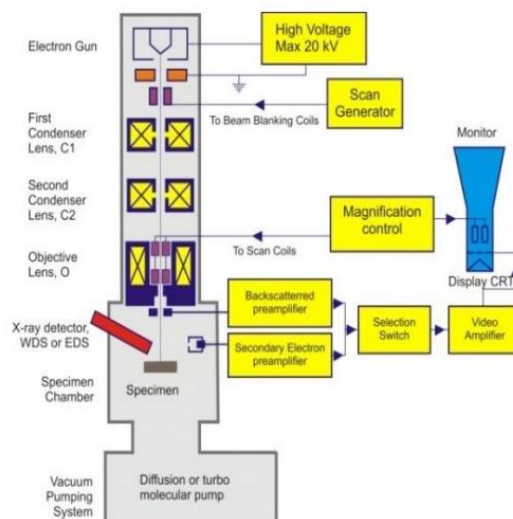 Electron Gun
High Voltage
Max 20 kV
Scan
Generator
To Beam Blanking Coils
First
Condenser
Lens, C1
Monitor
Second
Condenser
Lens, C2
Magnification
control
To Scan Coils
Objective
Lens, O
Display CRT
Backscatterred
preamplifier
X-ray detector,
WDS or EDS
Selection
Switch
Video
Amplifier
Secondary Electron
preamplifier
Specimen
Chamber
Specimen
Vacuum
Pumping
System
Diffusion or turbo
molecular pump